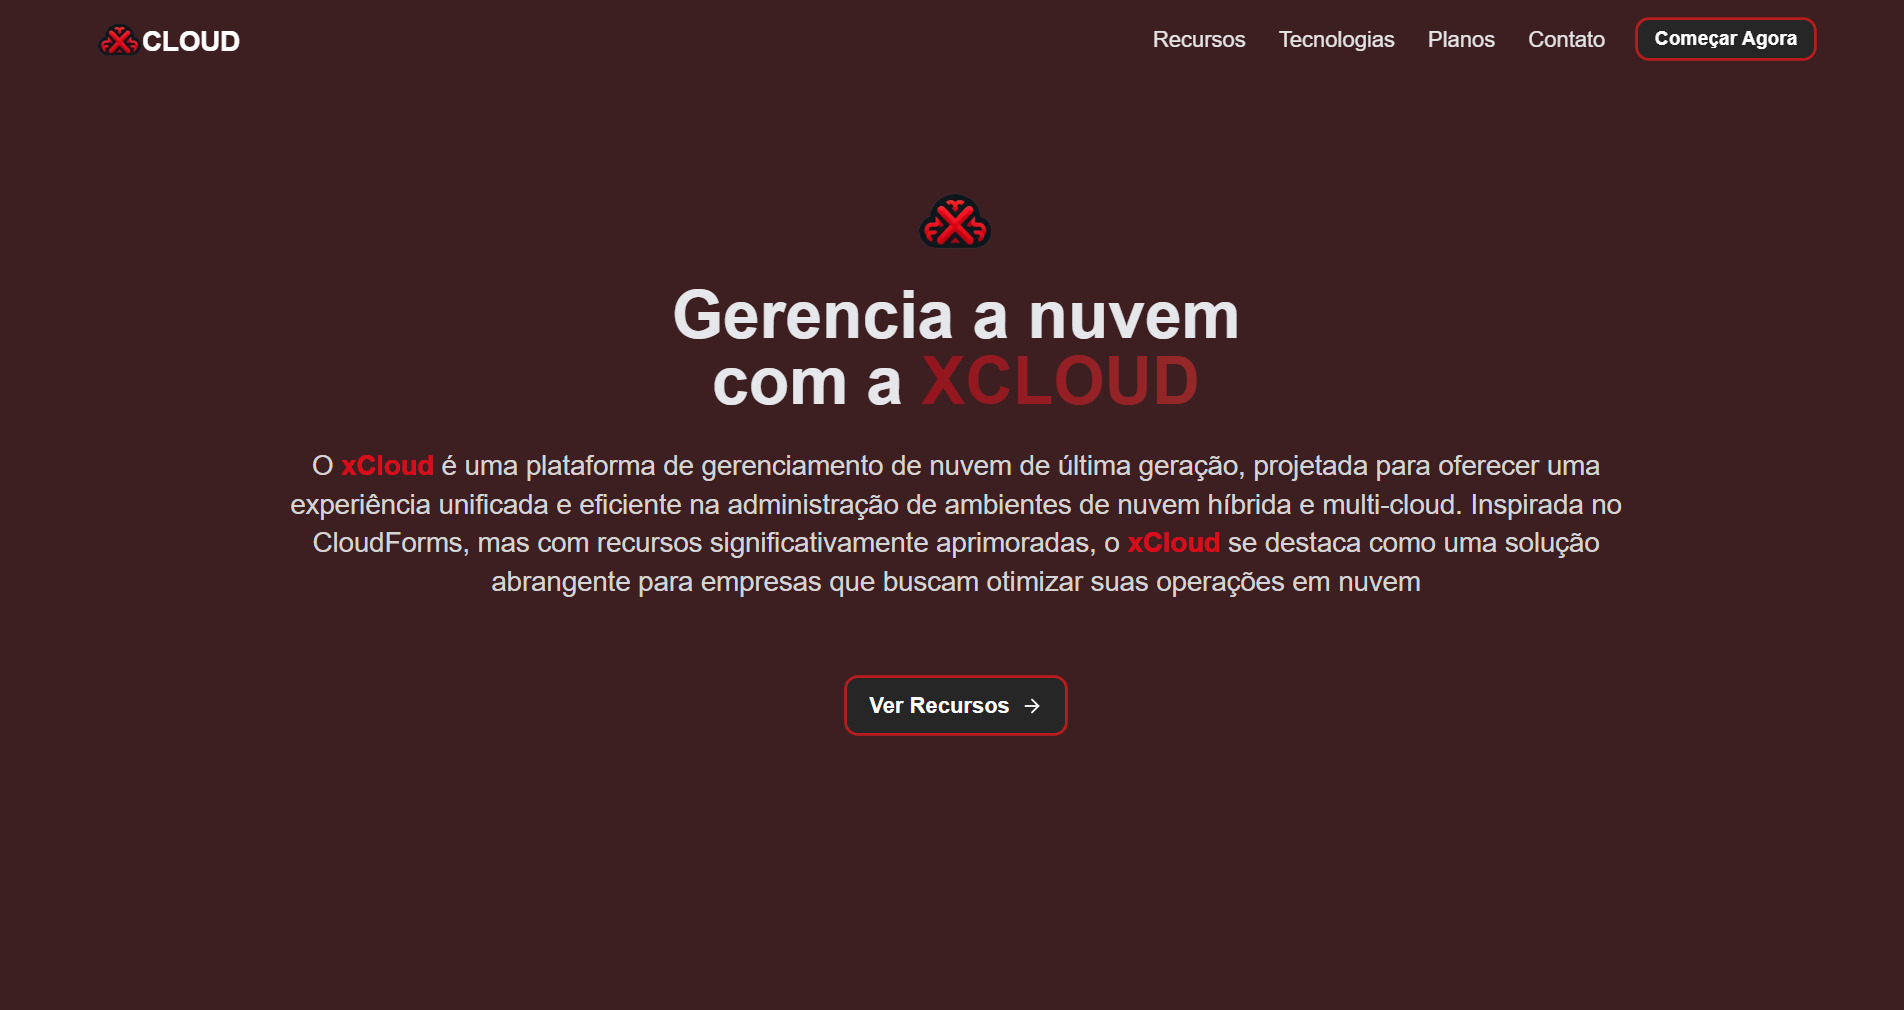 CLOUD
Recursos
Tecnologias
Planos
Contato
Começar Agora
Gerencia a nuvem
com a XCLOUD
O xCloud é uma plataforma de gerenciamento de nuvem de última geração, projetada para oferecer uma
experiência unificada e eficiente na administração de ambientes de nuvem híbrida e multi-cloud. Inspirada no
CloudForms, mas com recursos significativamente aprimoradas, o xCloud se destaca como uma solução
abrangente para empresas que buscam otimizar suas operações em nuvem
Ver Recursos →